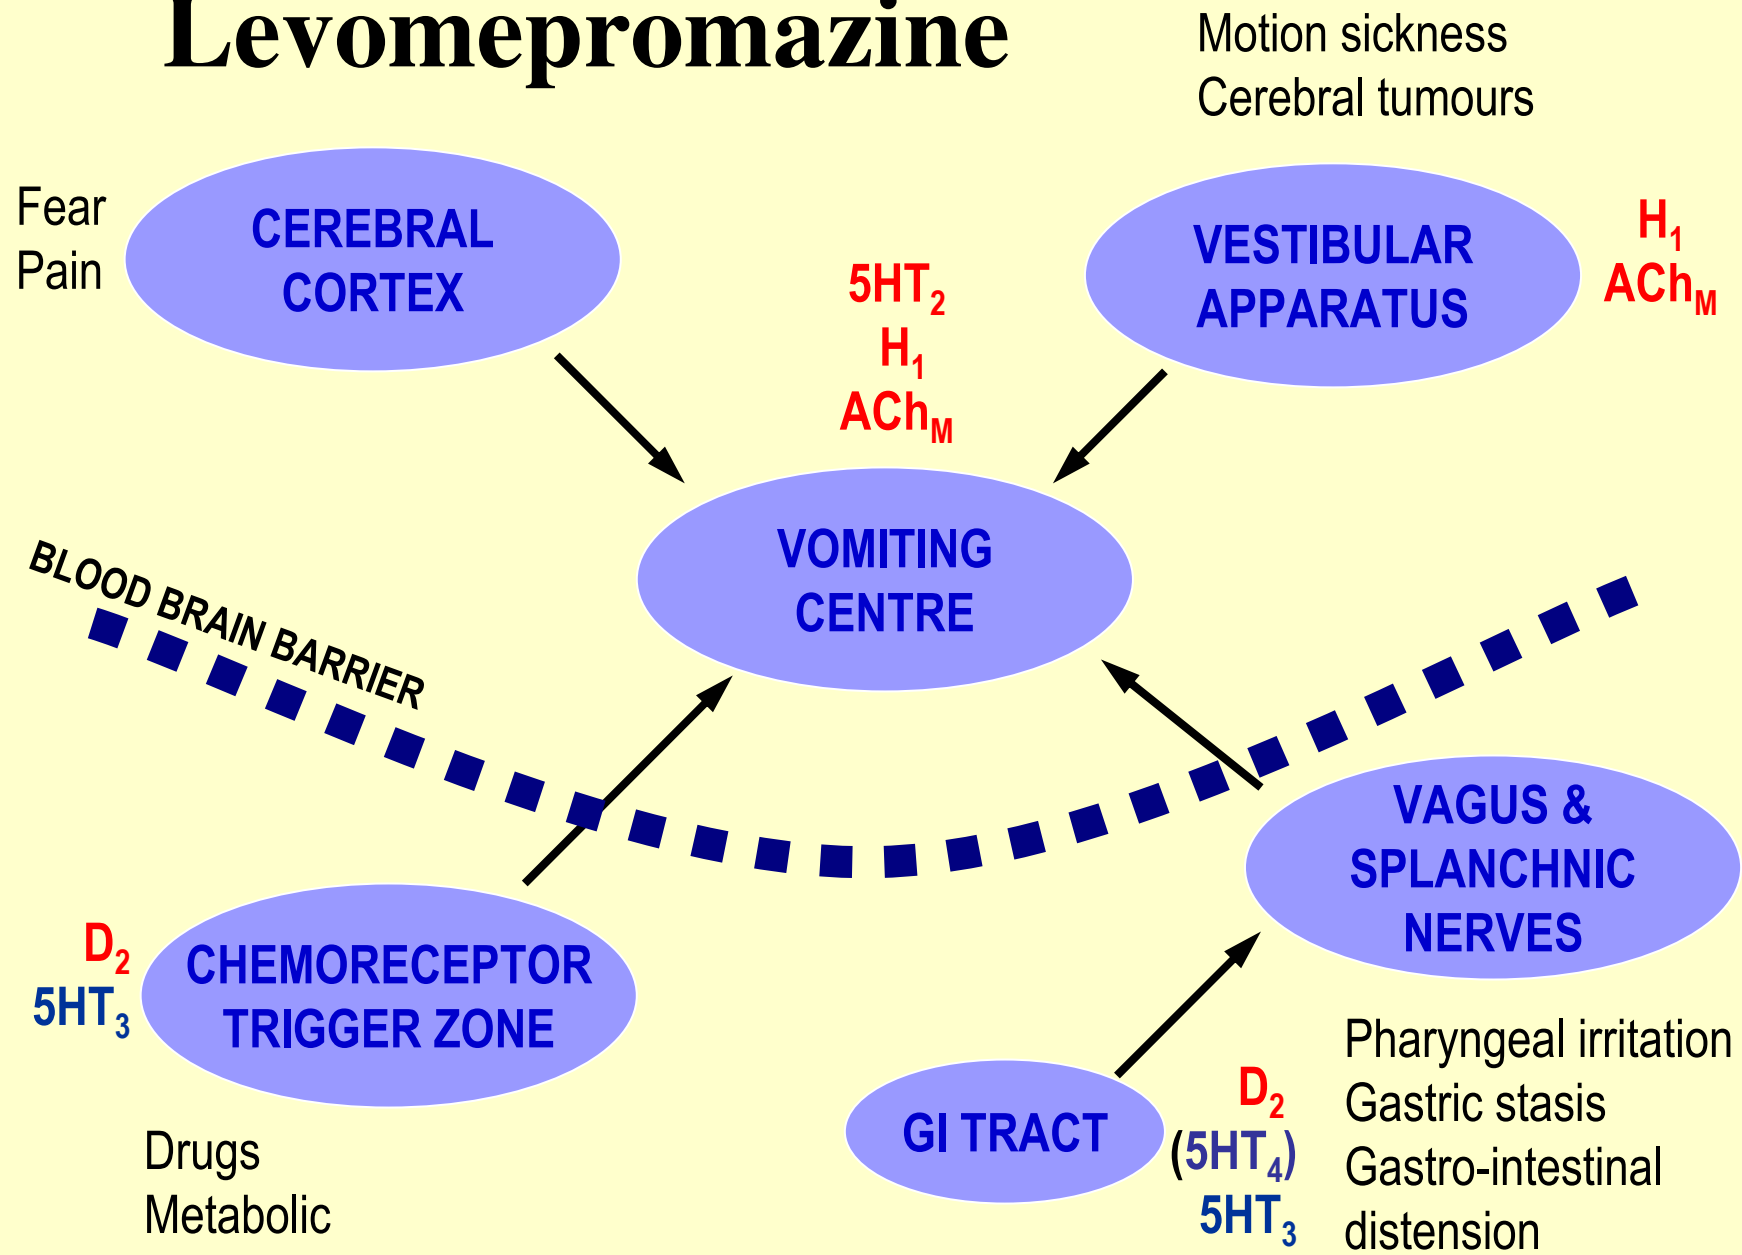 Levomepromazine
Motion sickness
Cerebral tumours
Fear
Pain
CEREBRAL
CORTEX
5HT₂
H₁
AChM
VESTIBULAR
APPARATUS
H₁
AChM
VOMITING
CENTRE
BLOOD BRAIN BARRIER
VAGUS &
SPLANCHNIC
NERVES
D₂
5HT₃
CHEMORECEPTOR
TRIGGER ZONE
Drugs
Metabolic
GI TRACT
D₂
(5HT₄)
5HT₃
Pharyngeal irritation
Gastric stasis
Gastro-intestinal
distension